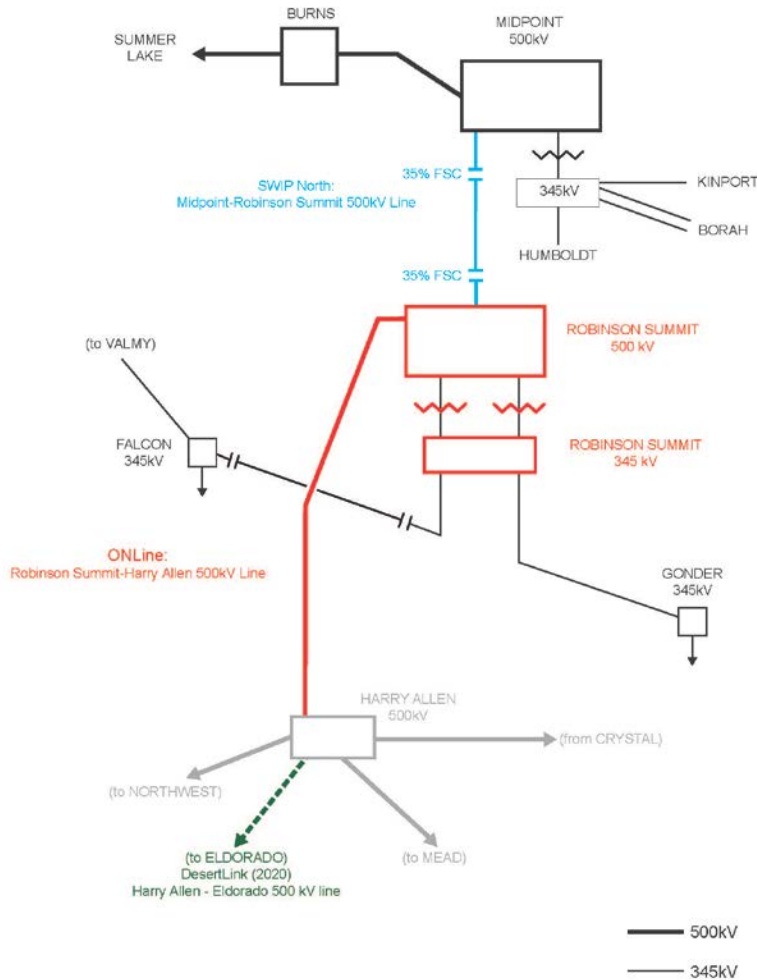 BURNS
SUMMER
LAKE
MIDPOINT
500kV
35% FSC
SWIP North:
Midpoint-Robinson Summit 500kV Line
345kV
KINPORT
BORAH
HUMBOLDT
35% FSC
ROBINSON SUMMIT
500 kV
(to VALMY)
FALCON
345kV
ROBINSON SUMMIT
345 kV
ONLine:
Robinson Summit-Harry Allen 500kV Line
GONDER
345kV
HARRY ALLEN
500kV
(from CRYSTAL)
(to NORTHWEST)
(to ELDORADO)
DesertLink (2020)
Harry Allen - Eldorado 500 kV line
(to MEAD)
500kV
345kV